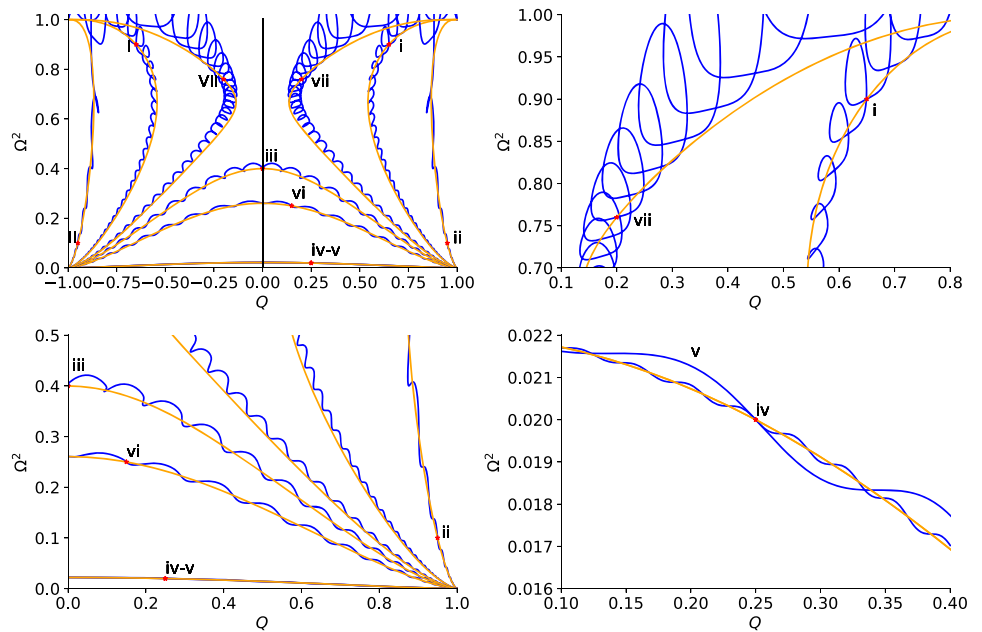 1.0
0.8
0.6
0.4
0.2
0.0
Ω²
i
i
VII
vii
iii
vi
iv-v
II
ii
−1.00
−0.75
−0.50
−0.25
0.00
0.25
0.50
0.75
1.00
Q
1.00
0.95
0.90
0.85
0.80
0.75
0.70
Ω²
i
vii
0.1
0.2
0.3
0.4
0.5
0.6
0.7
0.8
Q
0.5
0.4
0.3
0.2
0.1
0.0
Ω²
iii
vi
ii
iv-v
0.0
0.2
0.4
0.6
0.8
1.0
Q
0.022
0.021
0.020
0.019
0.018
0.017
0.016
Ω²
v
iv
0.10
0.15
0.20
0.25
0.30
0.35
0.40
Q